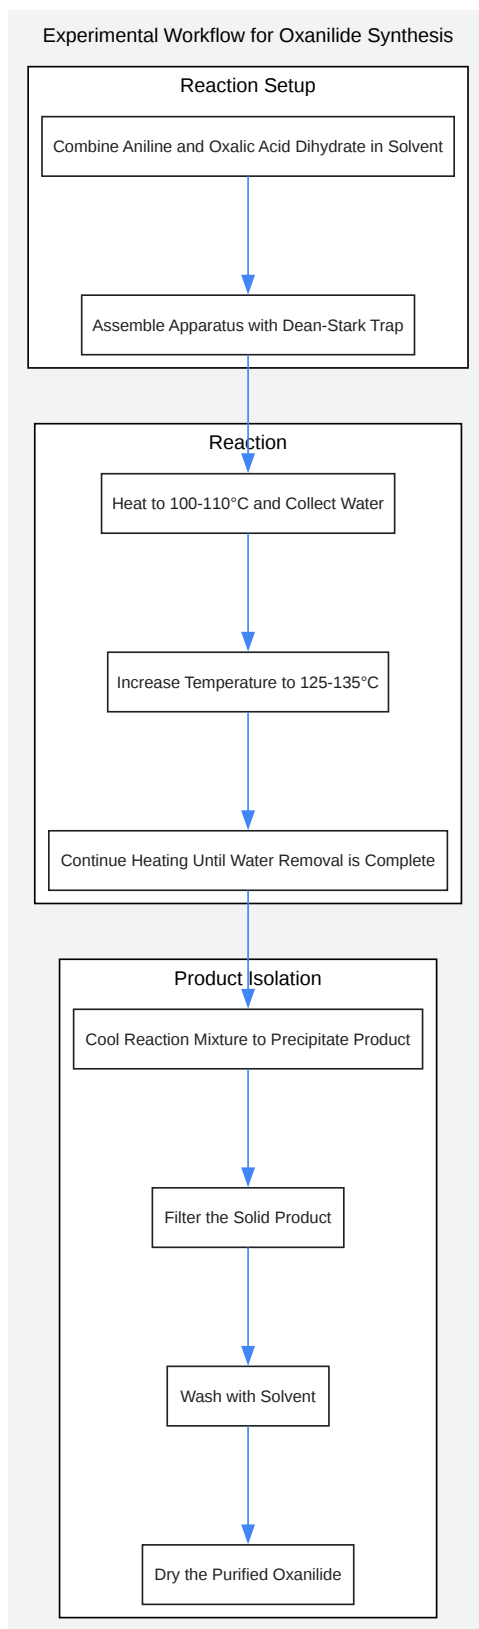 Experimental Workflow for Oxanilide Synthesis
Reaction Setup
Combine Aniline and Oxalic Acid Dihydrate in Solvent
Assemble Apparatus with Dean-Stark Trap
Reaction
Heat to 100-110°C and Collect Water
Increase Temperature to 125-135°C
Continue Heating Until Water Removal is Complete
Product Isolation
Cool Reaction Mixture to Precipitate Product
Filter the Solid Product
Wash with Solvent
Dry the Purified Oxanilide